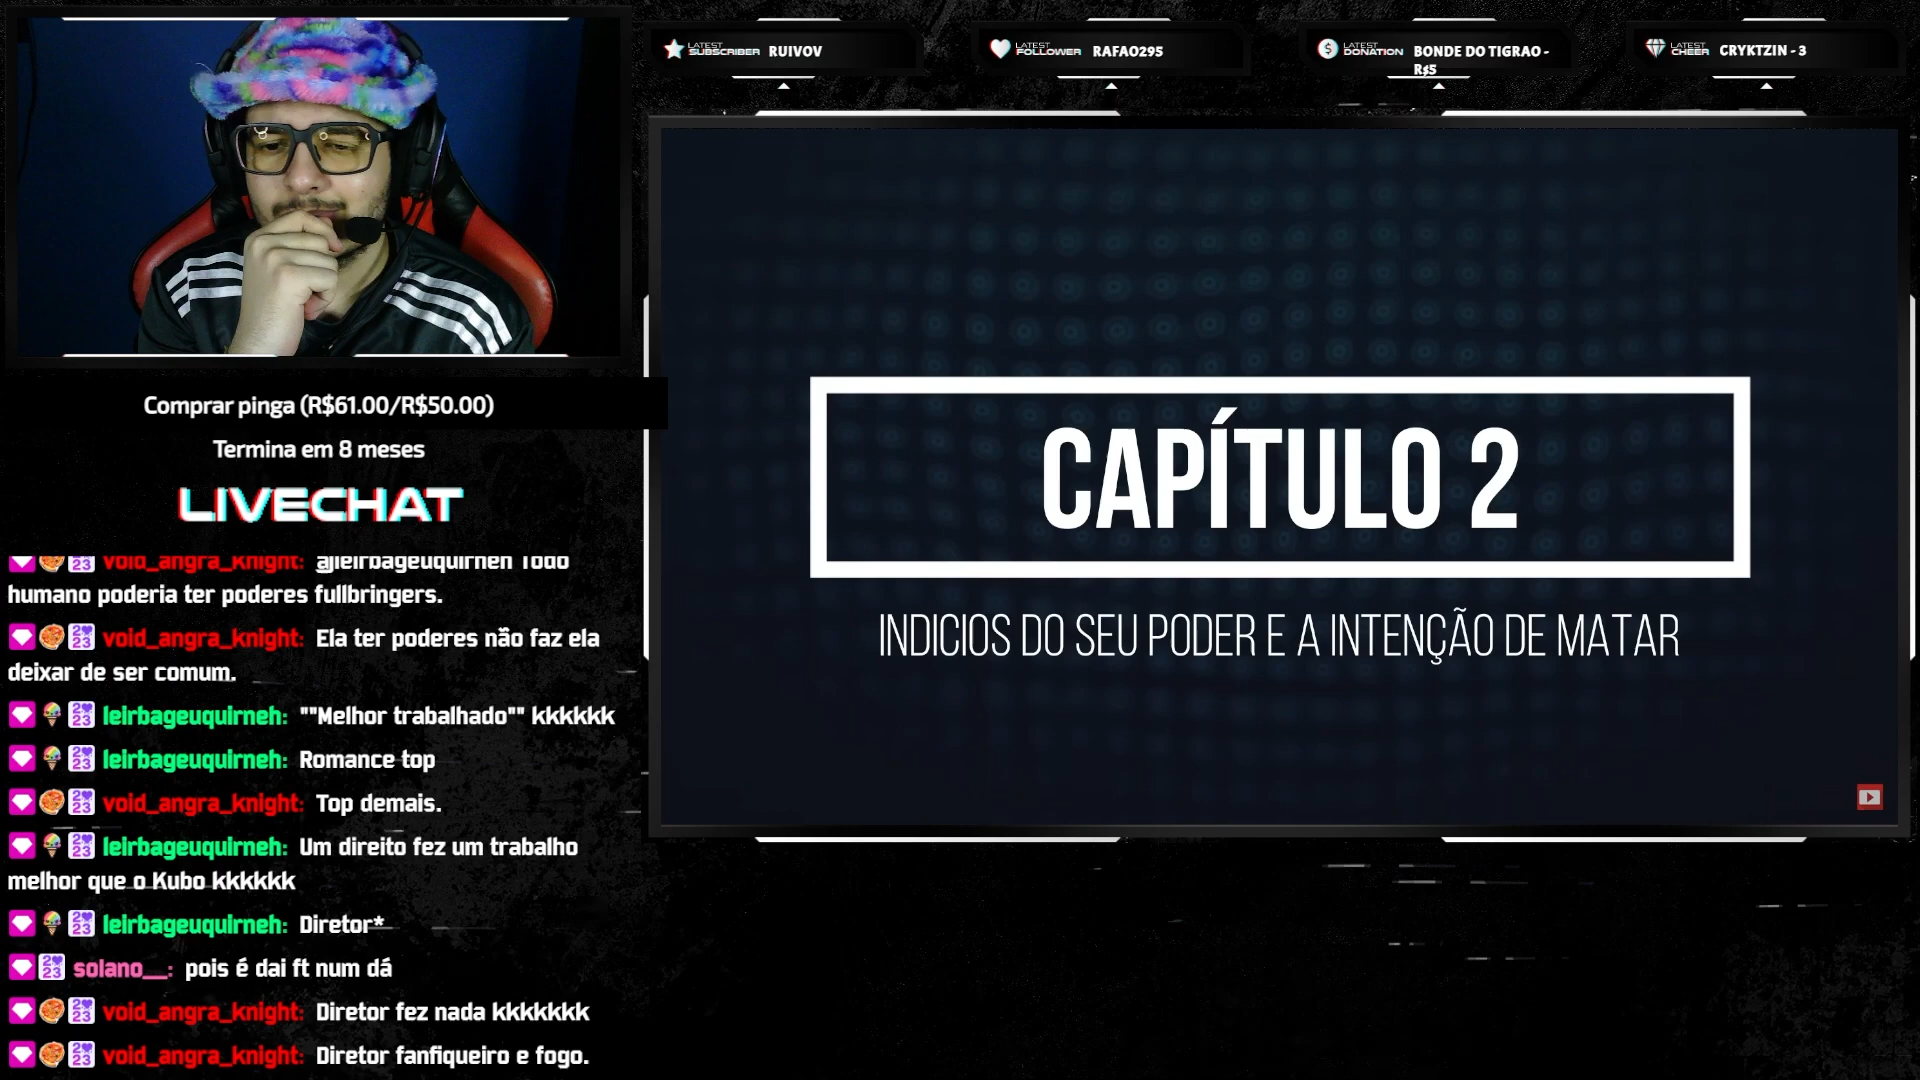 LATEST SUBSCRIBER RUIVOV
LATEST FOLLOWER RAFAO295
LATEST DONATION BONDE DO TIGRAO -
R$5
LATEST CHEER CRYKTZIN - 3
Comprar pinga (R$61.00/R$50.00)
Termina em 8 meses
LIVECHAT
void_angra_knight: @leirbageuquirneh Todo
humano poderia ter poderes fullbringers.
void_angra_knight: Ela ter poderes não faz ela
deixar de ser comum.
leirbageuquirneh: ""Melhor trabalhado"" kkkkkk
leirbageuquirneh: Romance top
void_angra_knight: Top demais.
leirbageuquirneh: Um direito fez um trabalho
melhor que o Kubo kkkkkk
leirbageuquirneh: Diretor*
solano__: pois é dai ft num dá
void_angra_knight: Diretor fez nada kkkkkkk
void_angra_knight: Diretor fanfiqueiro e fogo.
CAPÍTULO 2
INDICIOS DO SEU PODER E A INTENÇÃO DE MATAR